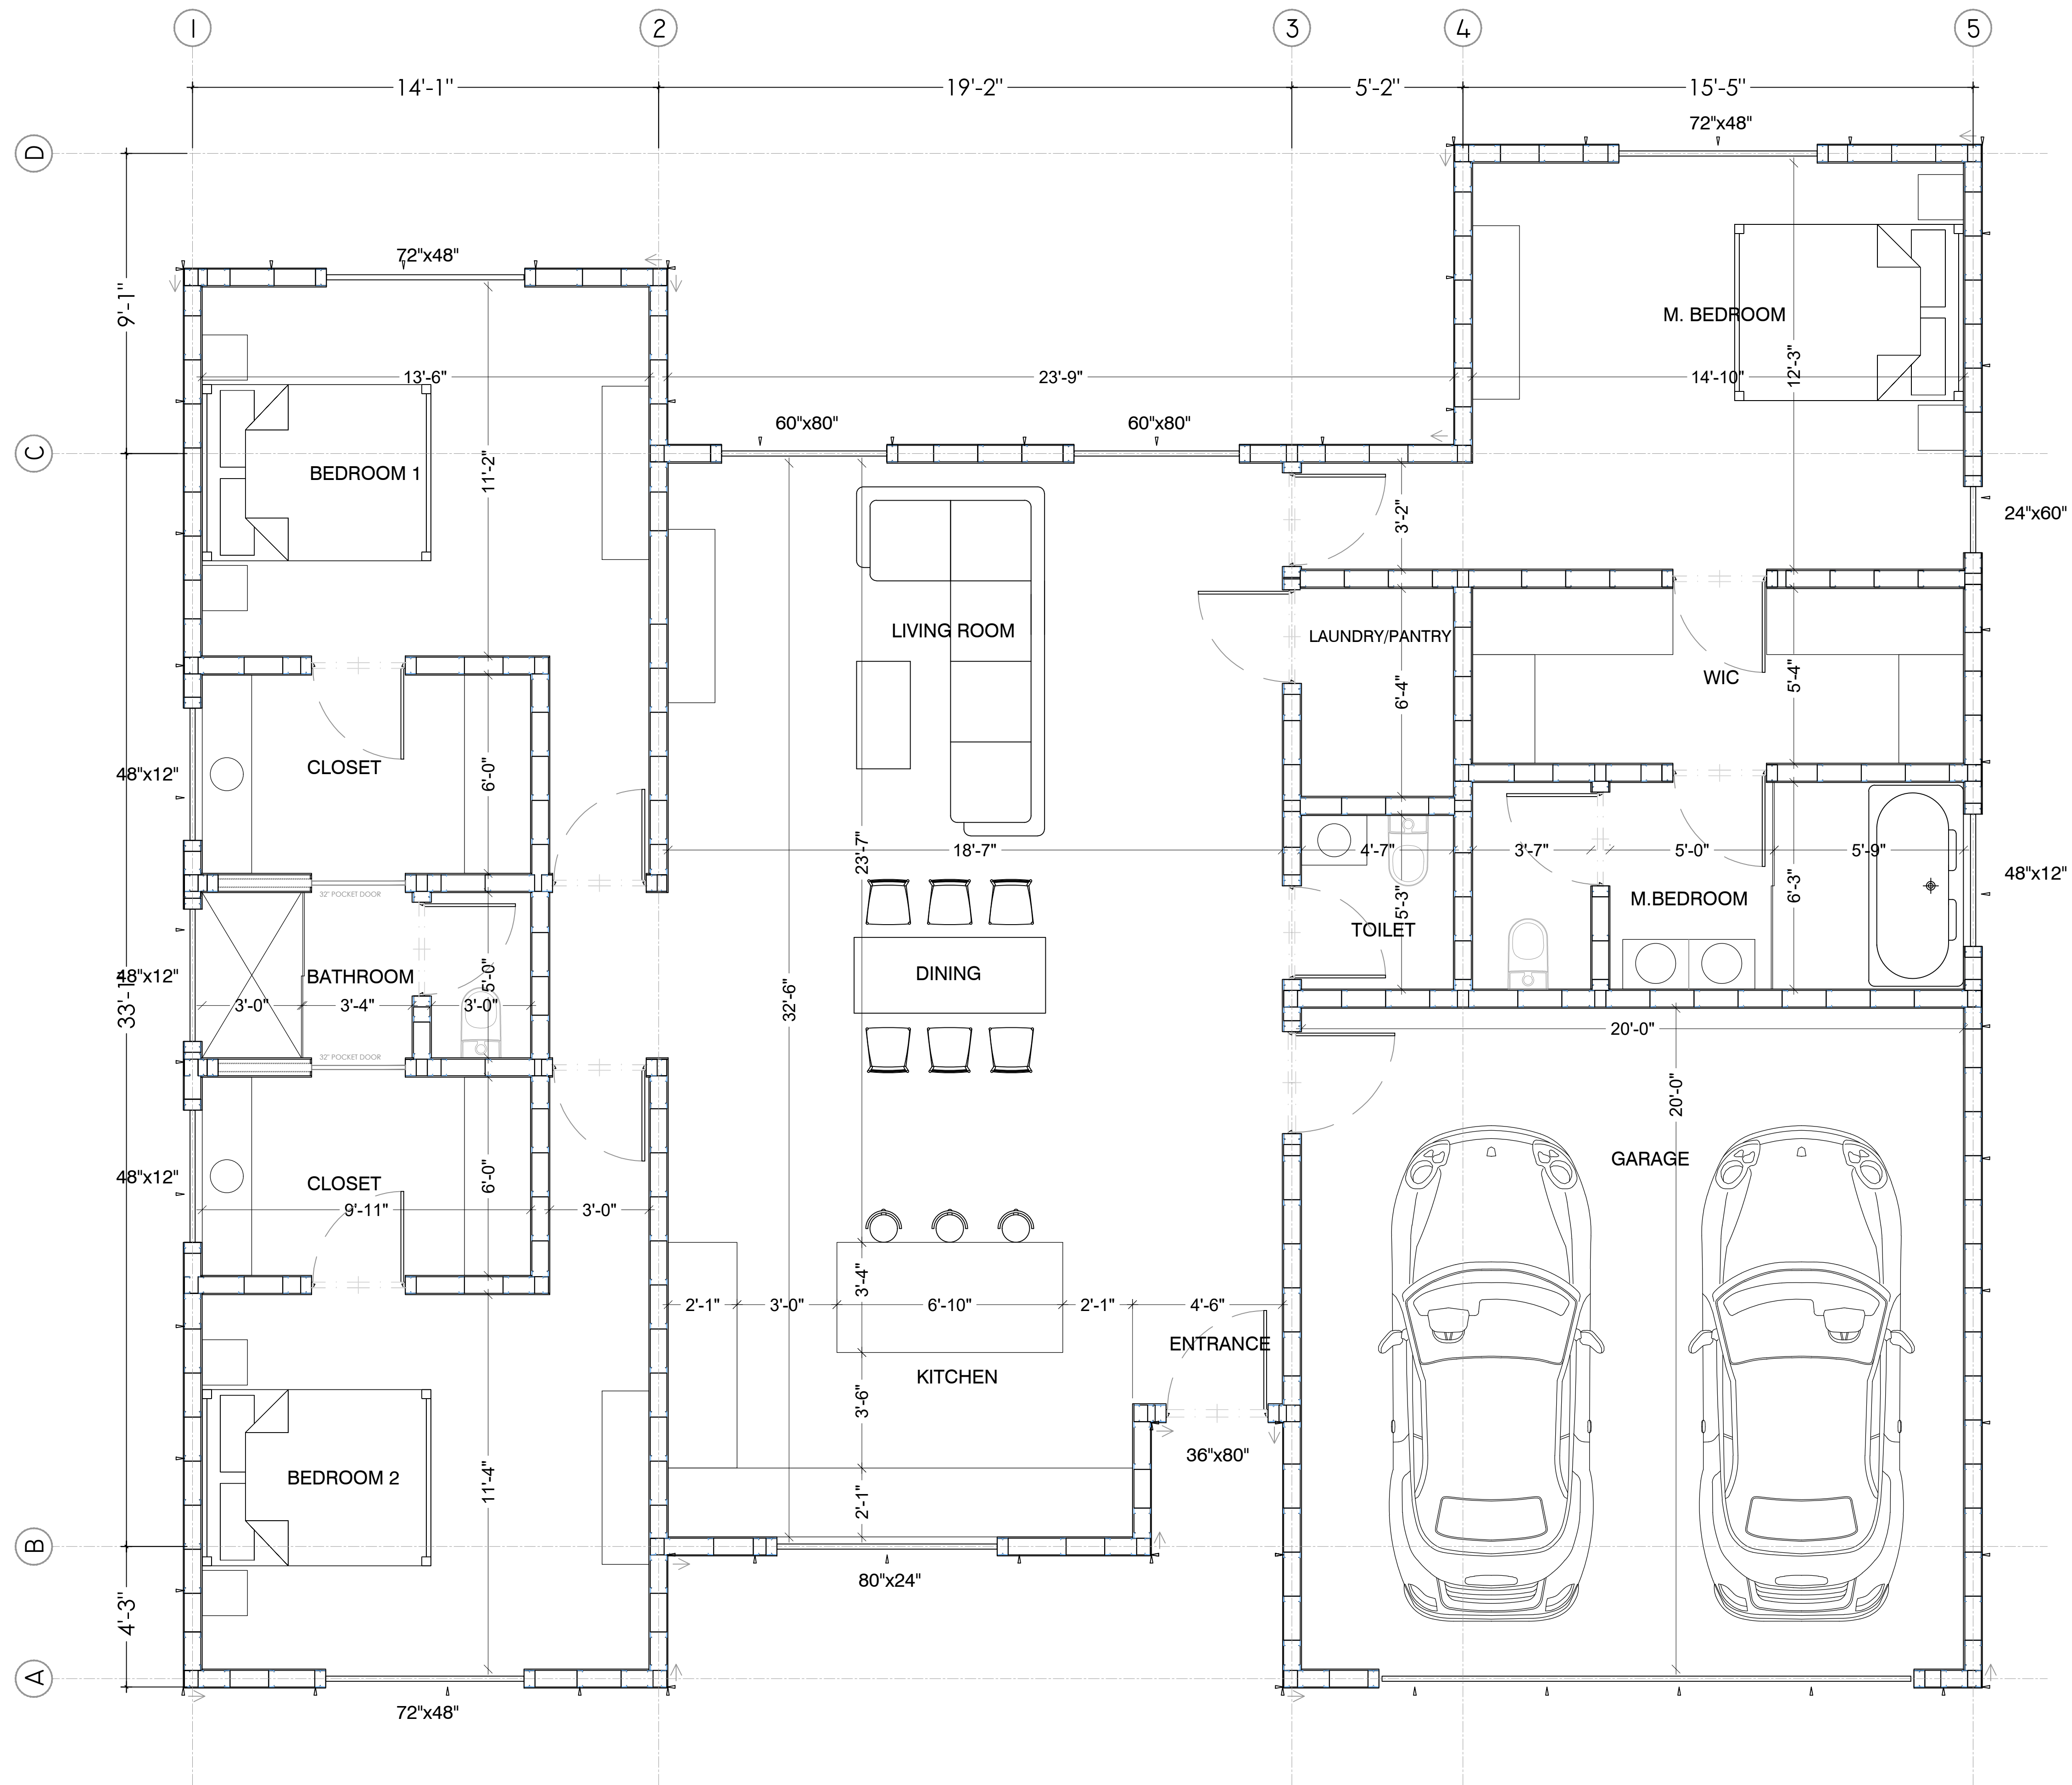 1 2 3 4 5
14'-1" 19'-2" 5'-2" 15'-5"
72"x48"
D
72"x48"
9'-1"
M. BEDROOM
12'-3"
13'-6" 23'-9" 14'-10"
60"x80" 60"x80"
C
BEDROOM 1
11'-2"
3'-2"
24"x60"
LIVING ROOM
LAUNDRY/PANTRY
WIC
5'-4"
6'-4"
CLOSET
48"x12"
6'-0"
23'-7"
18'-7" 4'-7" 3'-7" 5'-0" 5'-9"
48"x12"
32" POCKET DOOR
M.BEDROOM
6'-3"
5'-3"
TOILET
BATHROOM
48"x12"
5'-0"
DINING
33'-1"
3'-0" 3'-4" 3'-0"
32'-6"
20'-0"
32" POCKET DOOR
20'-0"
GARAGE
CLOSET
48"x12"
6'-0"
9'-11" 3'-0"
3'-4"
2'-1" 3'-0" 6'-10" 2'-1" 4'-6"
ENTRANCE
KITCHEN
3'-6"
36"x80"
BEDROOM 2
11'-4"
2'-1"
B
80"x24"
4'-3"
A
72"x48"